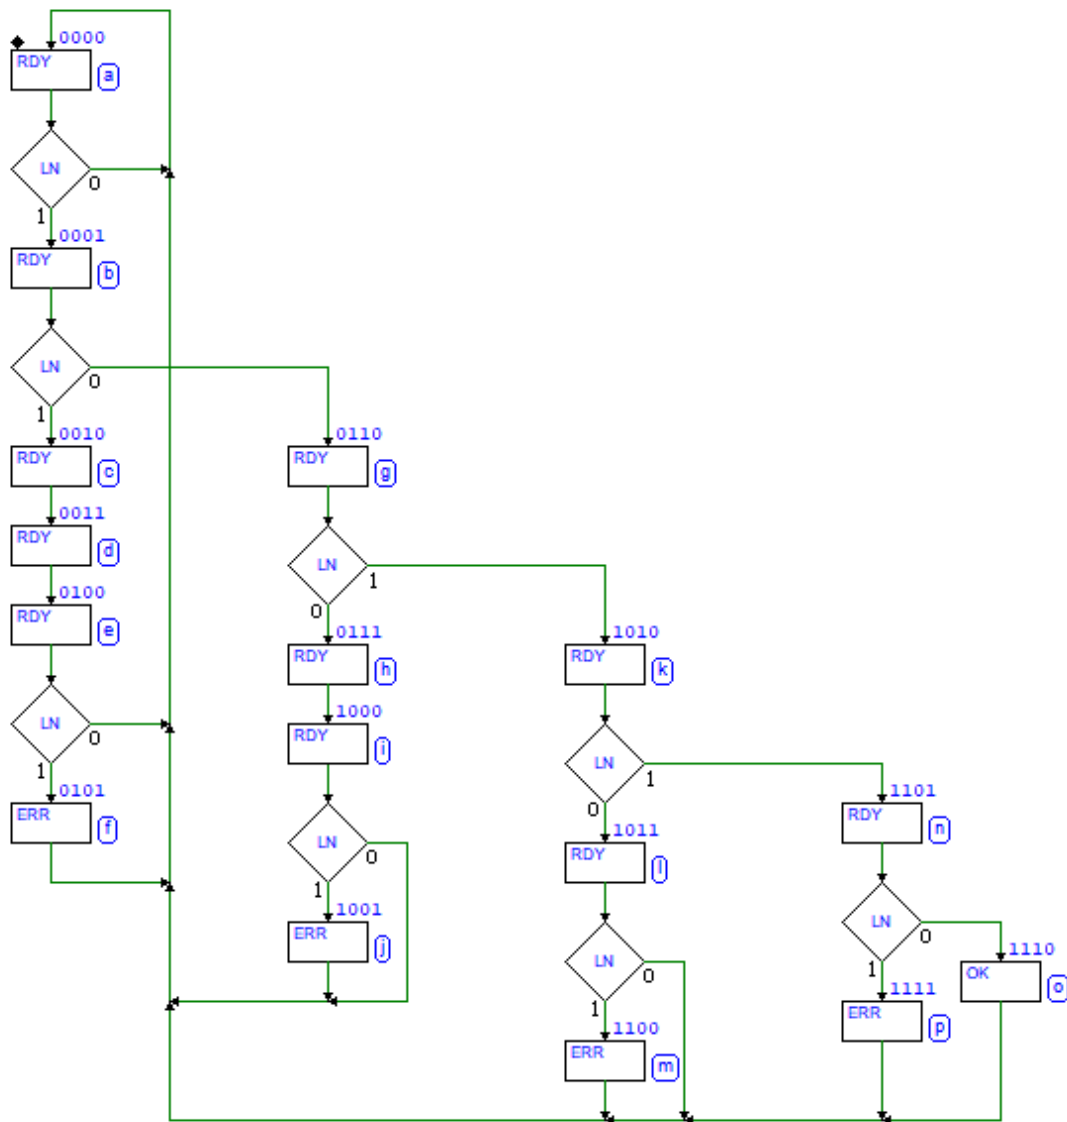 0000
RDY
a
LN
0
1
0001
RDY
b
LN
0
1
0010
RDY
c
0011
RDY
d
0100
RDY
e
LN
0
1
0101
ERR
f
0110
RDY
g
LN
1
0
0111
RDY
h
1000
RDY
i
LN
0
1
1001
ERR
j
1010
RDY
k
LN
1
0
1011
RDY
l
LN
0
1
1100
ERR
m
1101
RDY
n
LN
0
1
1110
OK
o
1111
ERR
p